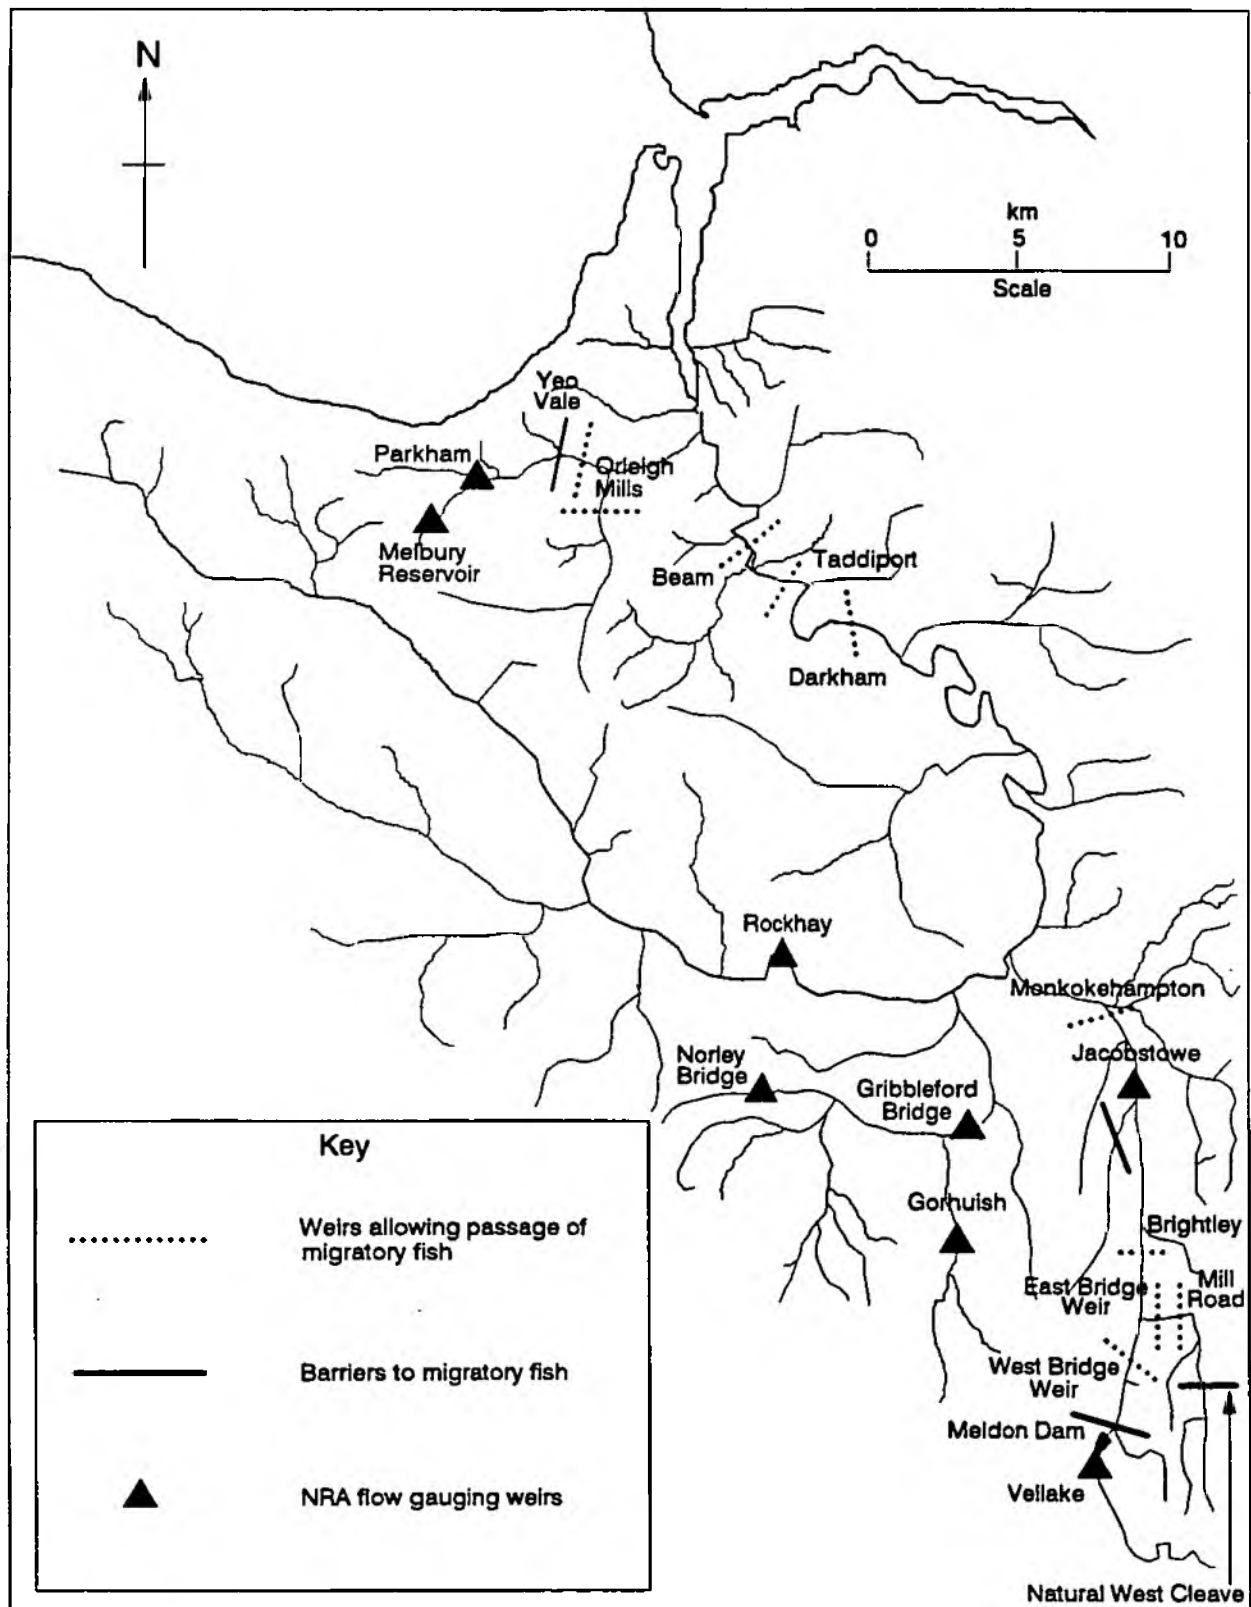 N
km
0 5 10
Scale
Yeo
Vale
Parkham
Orleigh
Mills
Melbury
Reservoir
Beam
Taddiport
Darkham
Rockhay
Monkokehampton
Jacobstowe
Norley
Bridge
Gribbleford
Bridge
Gorhuish
Brightley
East Bridge
Weir
Mill
Road
West Bridge
Weir
Meldon Dam
Vellake
Natural West Cleave
Key
Weirs allowing passage of
migratory fish
Barriers to migratory fish
NRA flow gauging weirs